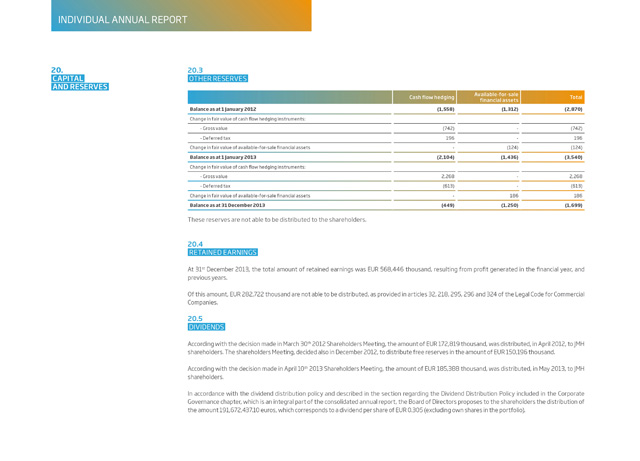 INDIVIDUAL ANNUAL REPORT
20.
CAPITAL
AND RESERVES
20.3
OTHER RESERVES
Cash flow hedging Available-for-sale financial assets Total
Balance as at 1 January 2012 (1,558) (1,312) (2,870)
Change in fair value of cash flow hedging instruments:
- Gross value (742) - (742)
- Deferred tax 196 - 196
Change in fair value of available-for-sale financial assets - (124) (124)
Balance as at 1 January 2013 (2,104) (1,436) (3,540)
Change in fair value of cash flow hedging instruments:
- Gross value 2,268 - 2,268
- Deferred tax (613) - (613)
Change in fair value of available-for-sale financial assets - 186 186
Balance as at 31 December 2013 (449) (1,250) (1,699)
These reserves are not able to be distributed to the shareholders.
20.4
RETAINED EARNINGS
At 31st December 2013, the total amount of retained earnings was EUR 568,446 thousand, resulting from profit generated in the financial year, and
previous years.
Of this amount, EUR 282,722 thousand are not able to be distributed, as provided in articles 32, 218, 295, 296 and 324 of the Legal Code for Commercial
Companies.
20.5
DIVIDENDS
According with the decision made in March 30th 2012 Shareholders Meeting, the amount of EUR 172,819 thousand, was distributed, in April 2012, to JMH
shareholders. The shareholders Meeting, decided also in December 2012, to distribute free reserves in the amount of EUR 150,196 thousand.
According with the decision made in April 10th 2013 Shareholders Meeting, the amount of EUR 185,388 thousand, was distributed, in May 2013, to JMH
shareholders.
In accordance with the dividend distribution policy and described in the section regarding the Dividend Distribution Policy included in the Corporate
Governance chapter, which is an integral part of the consolidated annual report, the Board of Directors proposes to the shareholders the distribution of
the amount 191,672,437.10 euros, which corresponds to a dividend per share of EUR 0.305 (excluding own shares in the portfolio).